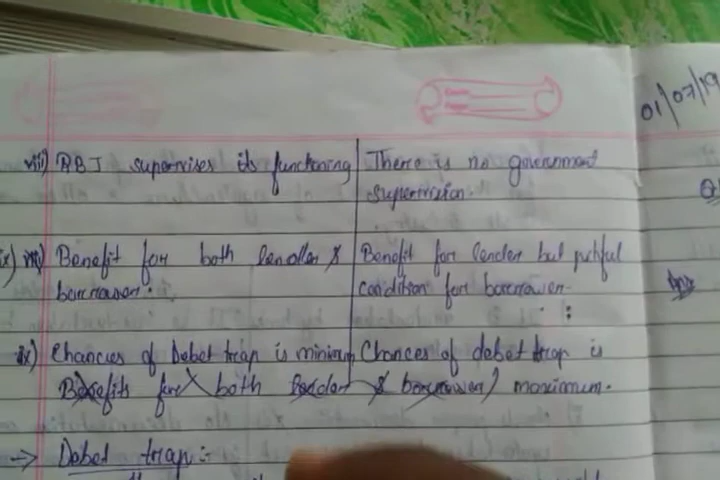 01/07/19
viii) RBI supervises its functioning | There is no government
supervision.
ix) viii) Benefit for both lender & | Benefit for lender but pitiful
borrower. | condition for borrower.
ix) Chances of Debet trap is minimum | Chances of debet trap is
Benefits for both lender & borrower) maximum.
→ Debet trap :-